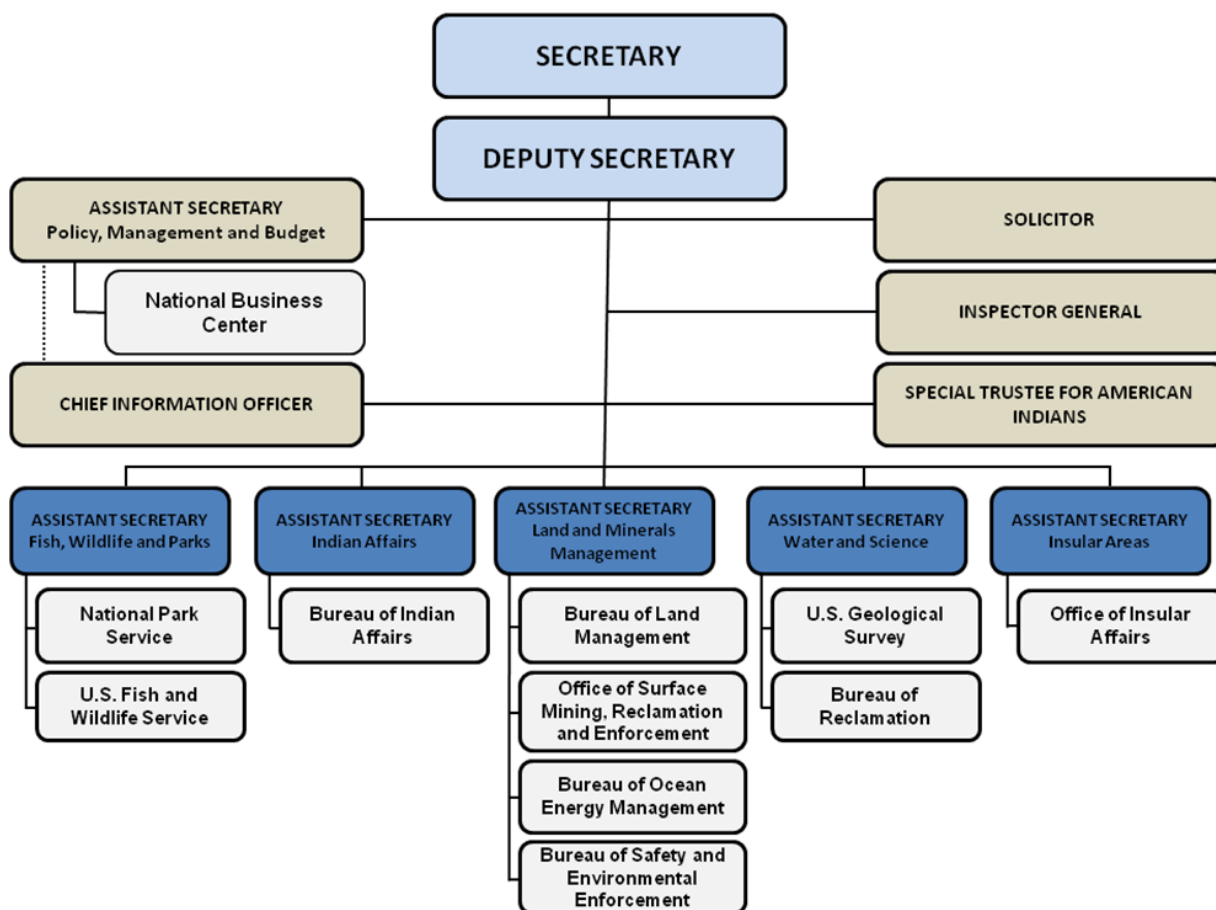 SECRETARY
DEPUTY SECRETARY
ASSISTANT SECRETARY
Policy, Management and Budget
SOLICITOR
National Business
Center
INSPECTOR GENERAL
CHIEF INFORMATION OFFICER
SPECIAL TRUSTEE FOR AMERICAN
INDIANS
ASSISTANT SECRETARY
Fish, Wildlife and Parks
ASSISTANT SECRETARY
Indian Affairs
ASSISTANT SECRETARY
Land and Minerals
Management
ASSISTANT SECRETARY
Water and Science
ASSISTANT SECRETARY
Insular Areas
National Park
Service
U.S. Fish and
Wildlife Service
Bureau of Indian
Affairs
Bureau of Land
Management
Office of Surface
Mining, Reclamation
and Enforcement
Bureau of Ocean
Energy Management
Bureau of Safety and
Environmental
Enforcement
U.S. Geological
Survey
Bureau of
Reclamation
Office of Insular
Affairs